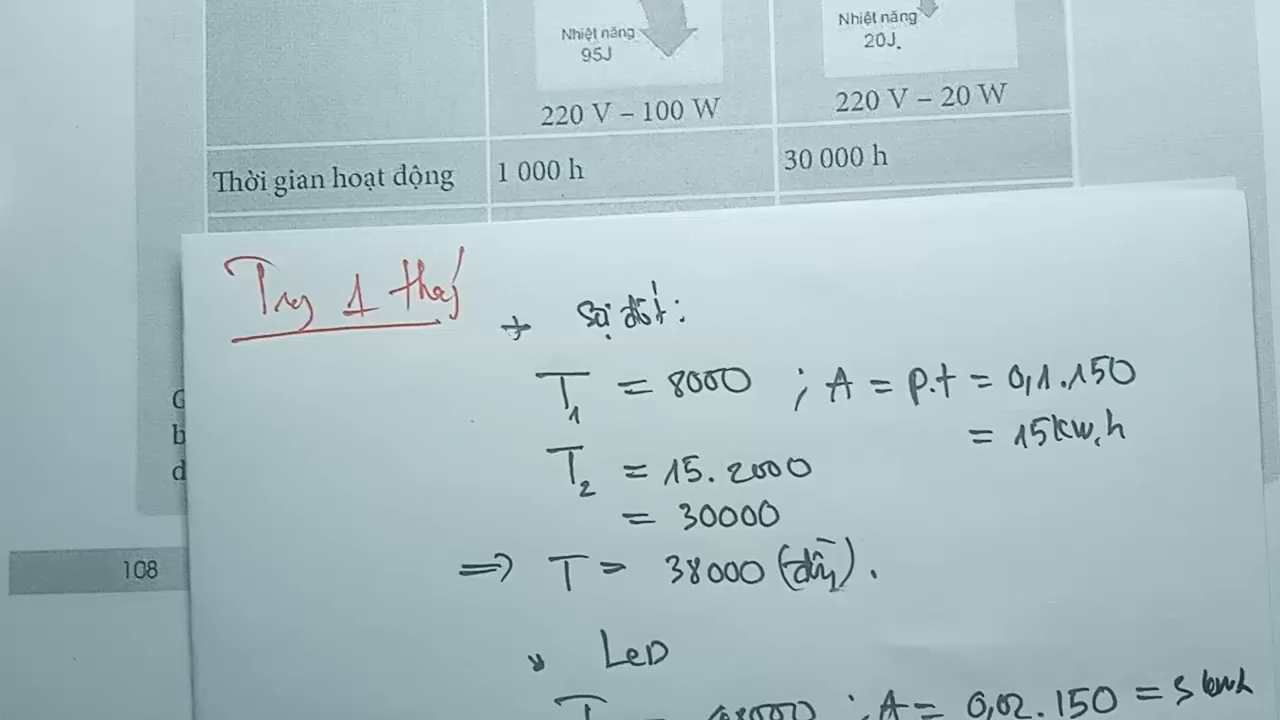 Nhiệt năng
95J
Nhiệt năng
20J
220 V – 100 W
220 V – 20 W
Thời gian hoạt động
1 000 h
30 000 h
1 tháng
+ Sợi đốt:
T₁ = 8000 ; A = P.t = 0,1.150
= 15kw.h
T₂ = 15.2000
= 30000
⇒ T = 38000 (đồng).
108
LED
; A = 0,02.150 = 3 kwh